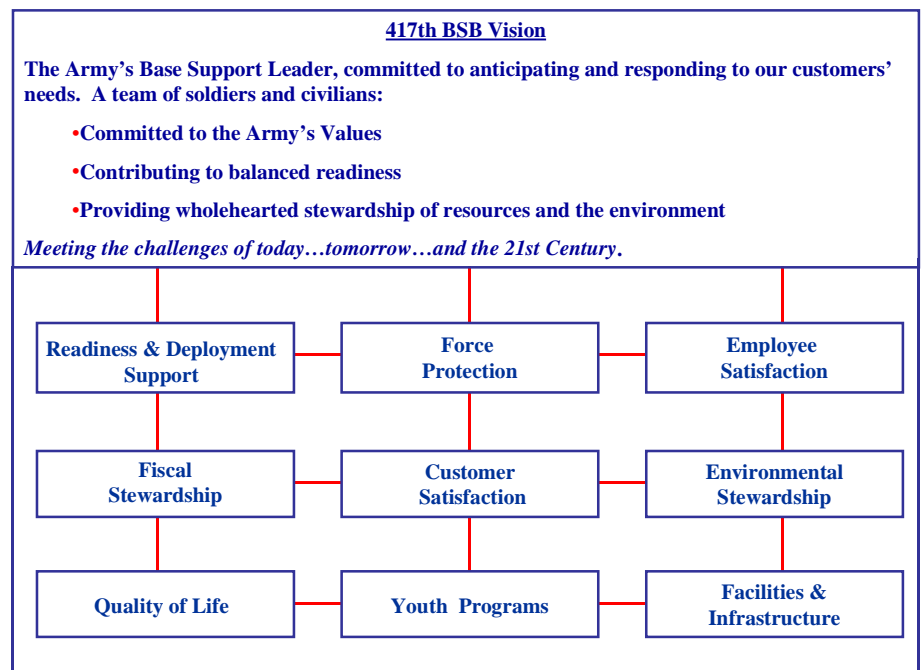 417th BSB Vision
The Army’s Base Support Leader, committed to anticipating and responding to our customers’
needs.  A team of soldiers and civilians:
•Committed to the Army’s Values
•Contributing to balanced readiness
•Providing wholehearted stewardship of resources and the environment
Meeting the challenges of today…tomorrow…and the 21st Century.
Readiness & Deployment
Support
Force
Protection
Employee
Satisfaction
Fiscal
Stewardship
Customer
Satisfaction
Environmental
Stewardship
Quality of Life
Youth  Programs
Facilities &
Infrastructure